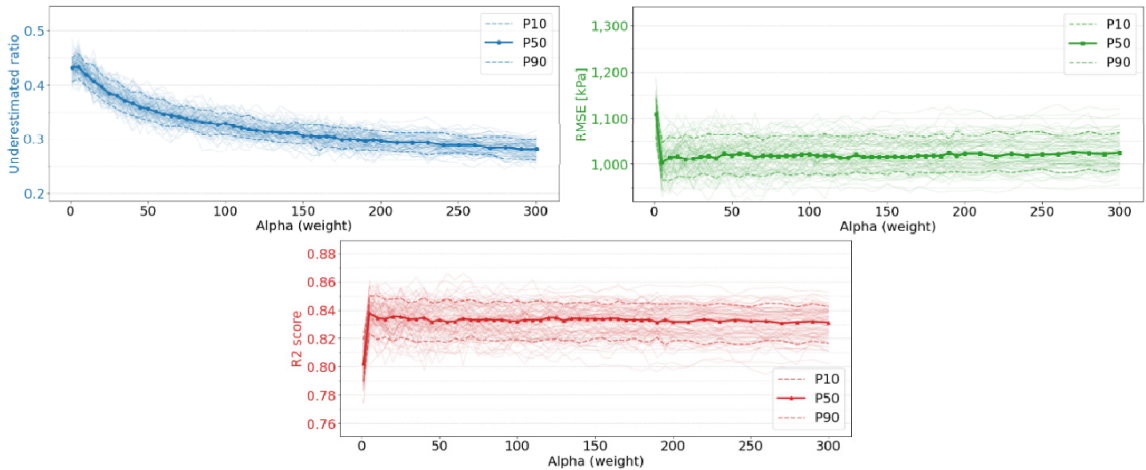 Underestimated ratio
0.5
0.4
0.3
0.2
P10
P50
P90
0 50 100 150 200 250 300
Alpha (weight)
RMSE [kPa]
1,300
1,200
1,100
1,000
P10
P50
P90
0 50 100 150 200 250 300
Alpha (weight)
R2 score
0.88
0.86
0.84
0.82
0.80
0.78
0.76
P10
P50
P90
0 50 100 150 200 250 300
Alpha (weight)